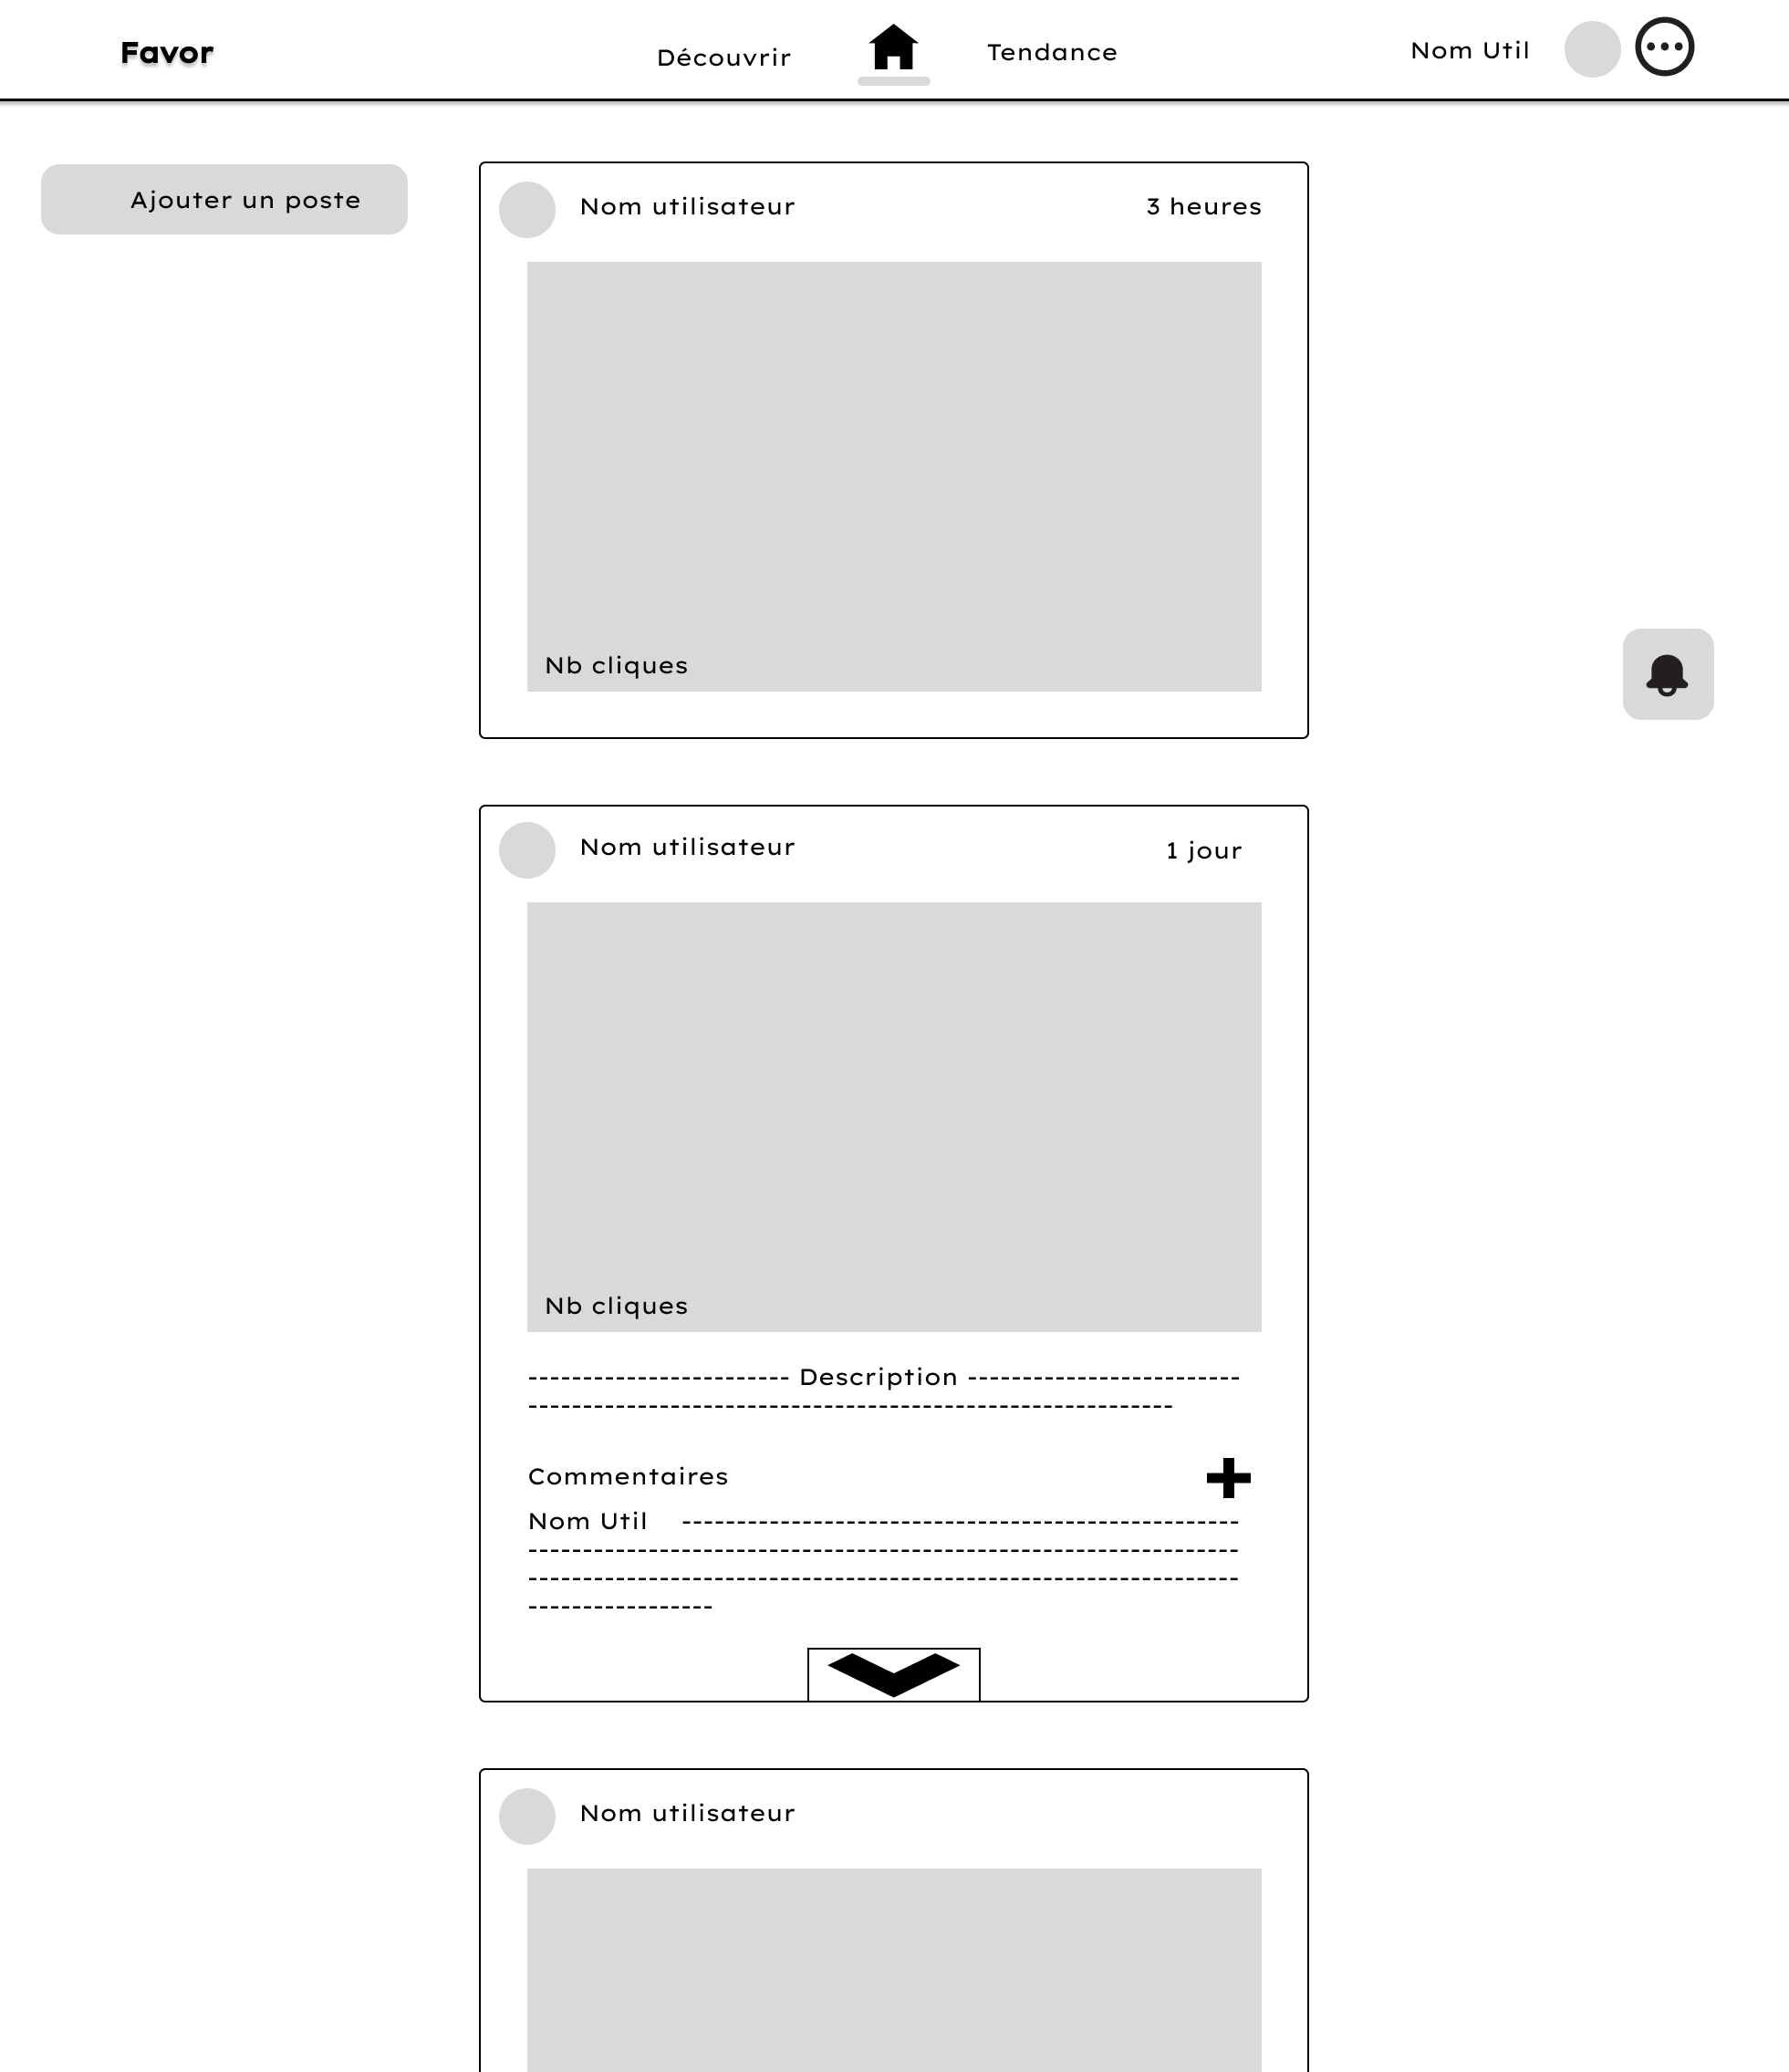 Favor
Découvrir
Tendance
Nom Util
Ajouter un poste
Nom utilisateur
3 heures
Nb cliques
Nom utilisateur
1 jour
Nb cliques
------------------------ Description -------------------------
-----------------------------------------------------------
Commentaires
Nom Util ---------------------------------------------------
-----------------------------------------------------------------
-----------------------------------------------------------------
-----------------
Nom utilisateur